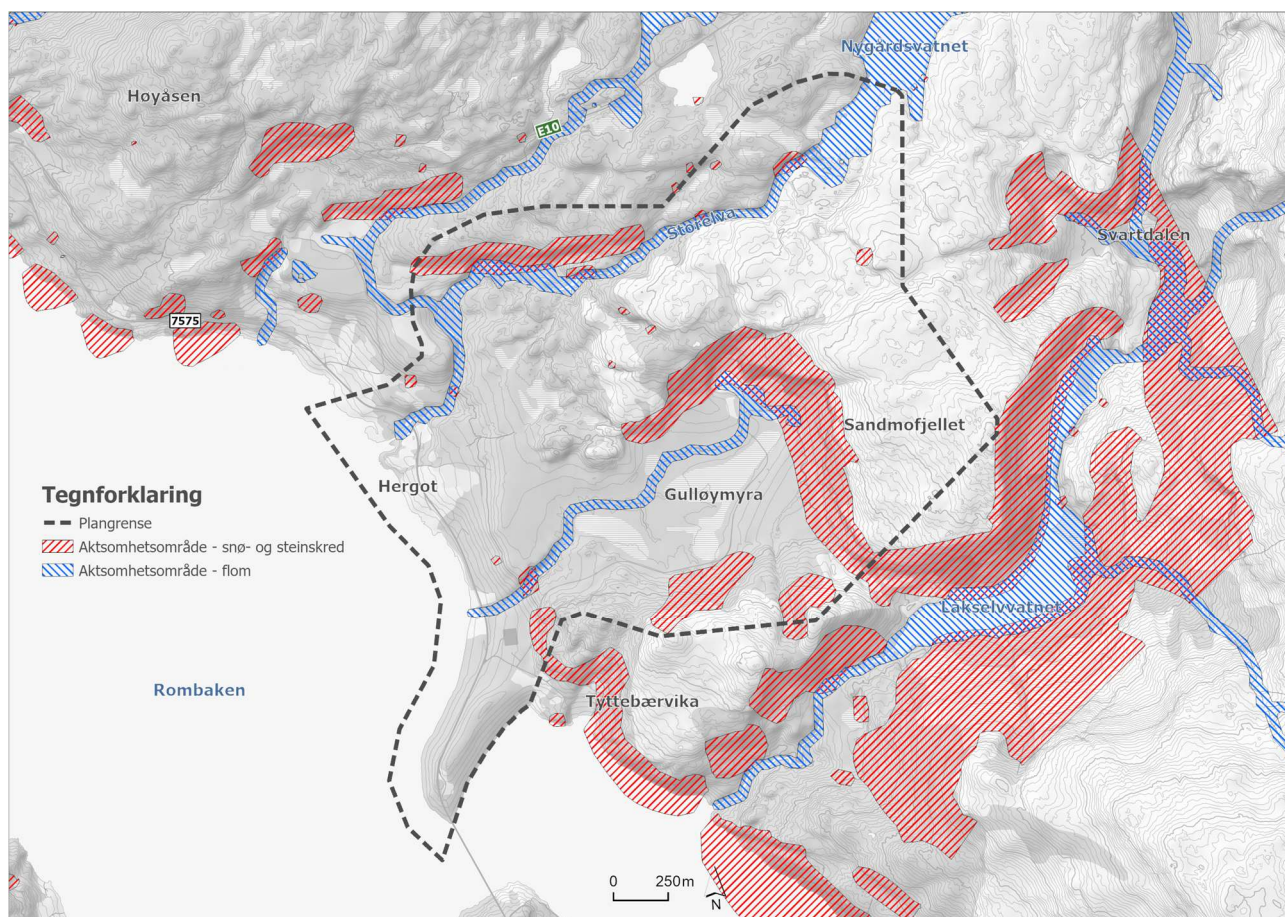 Nygårdsvatnet
Høyåsen
E10
Storelva
Svartdalen
7575
Sandmofjellet
Hergot
Gulløymyra
Tegnforklaring
Plangrense
Aktsomhetsområde - snø- og steinskred
Aktsomhetsområde - flom
Lakselvvatnet
Rombaken
Tyttebærvika
0 250m
N